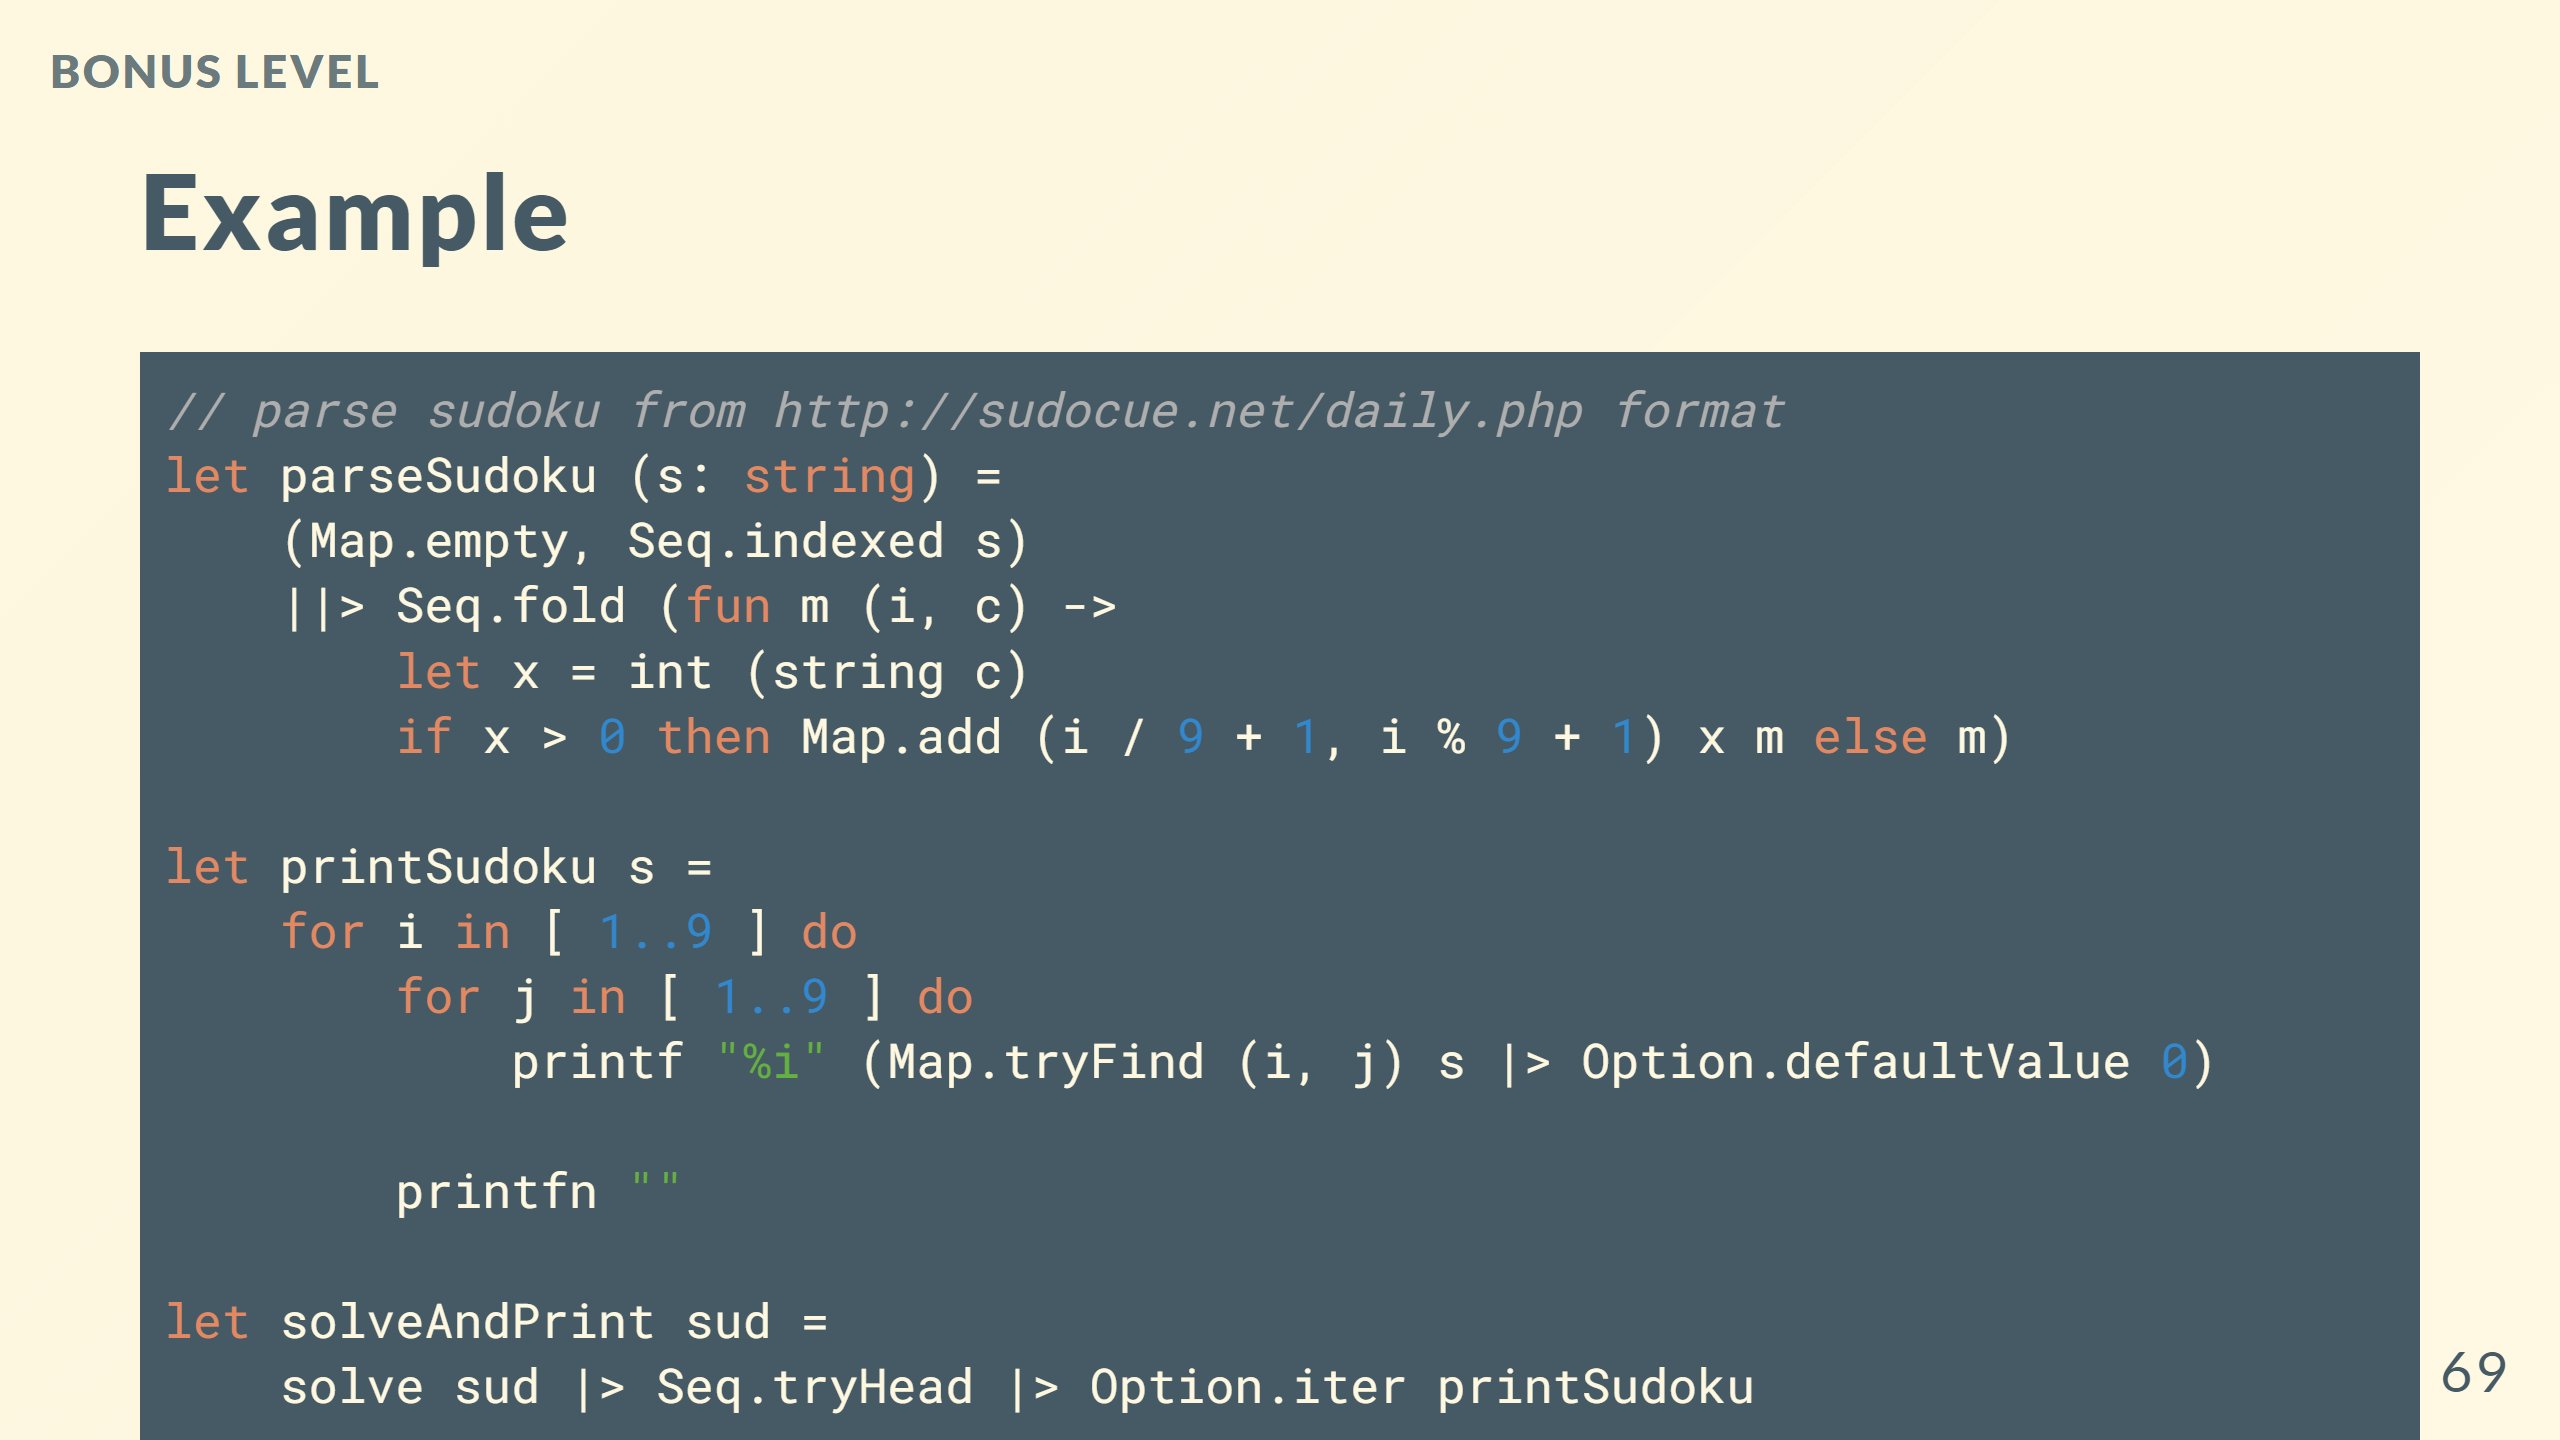 BONUS LEVEL
Example
// parse sudoku from http://sudocue.net/daily.php format
let parseSudoku (s: string) =
    (Map.empty, Seq.indexed s)
    ||> Seq.fold (fun m (i, c) ->
        let x = int (string c)
        if x > 0 then Map.add (i / 9 + 1, i % 9 + 1) x m else m)
let printSudoku s =
    for i in [ 1..9 ] do
        for j in [ 1..9 ] do
            printf "%i" (Map.tryFind (i, j) s |> Option.defaultValue 0)
        printfn ""
let solveAndPrint sud =
    solve sud |> Seq.tryHead |> Option.iter printSudoku
69